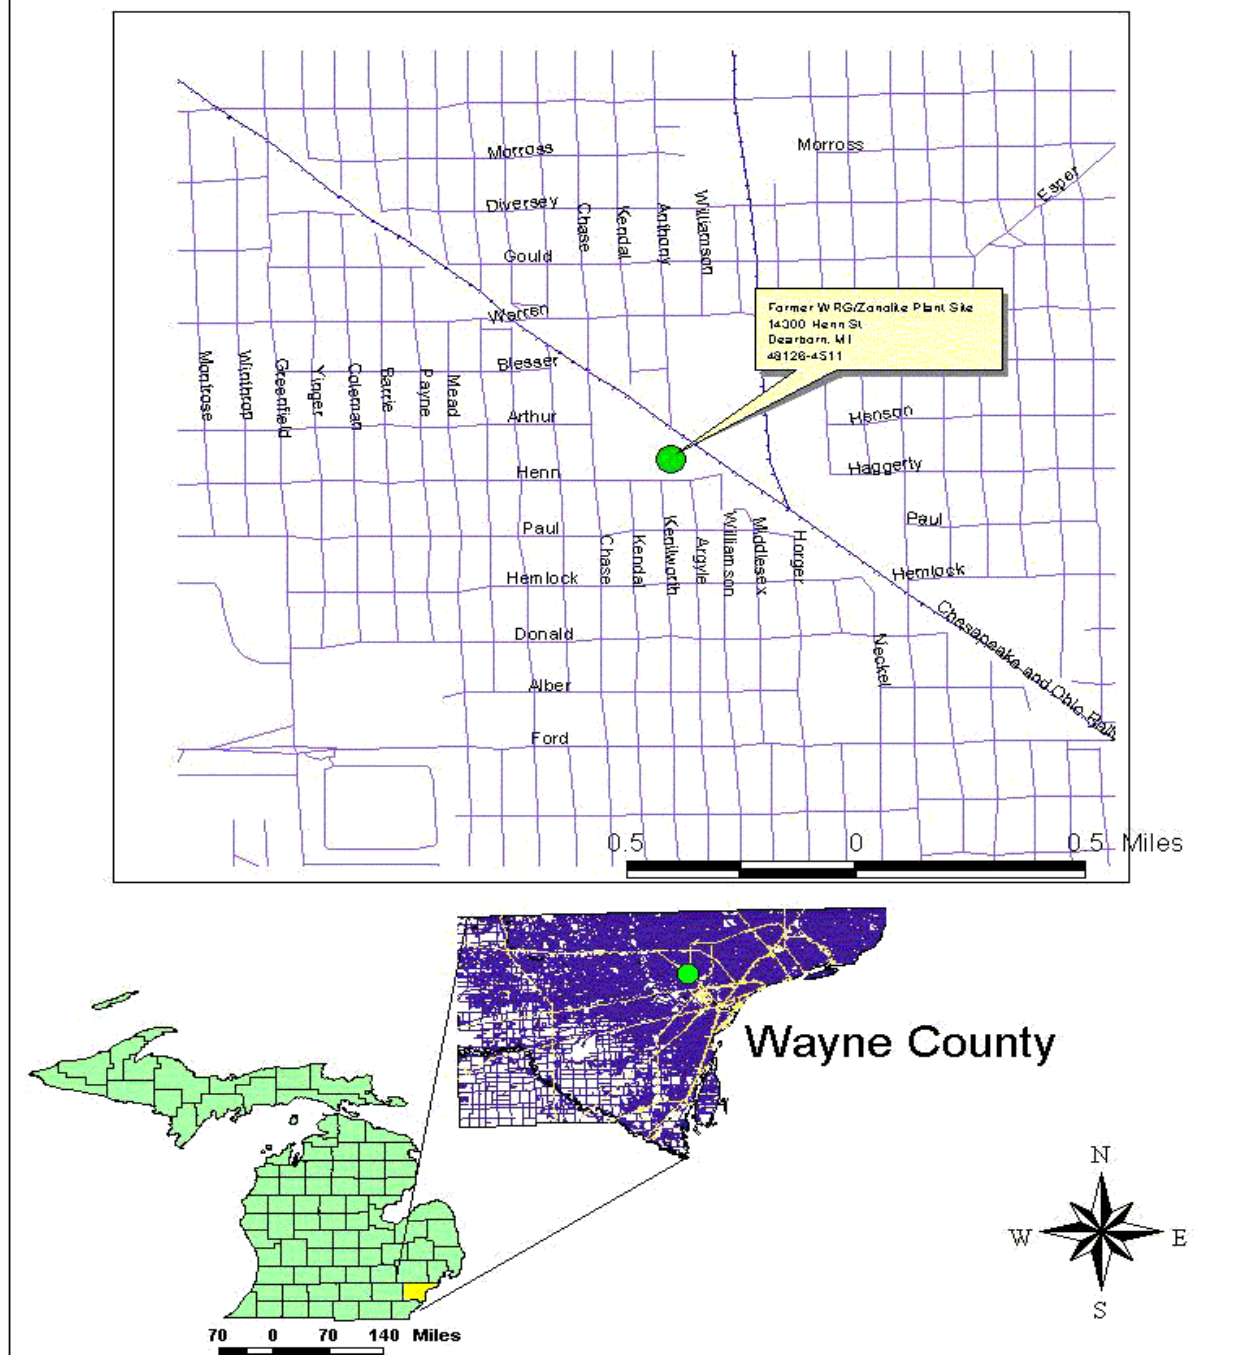 Morross
Morross
Esper
Diversey
Chase
Kendal
Anthony
Williamson
Gould
Warren
Former WRG/Zonolite Plant Site
14300 Henn St
Dearborn, MI
48126-4511
Blesser
Montrose
Winthrop
Greenfield
Yinger
Coleman
Barrie
Payne
Mead
Arthur
Henson
Henn
Haggerty
Paul
Paul
Chase
Kendal
Kenilworth
Argyle
Williamson
Middlesex
Horger
Hemlock
Hemlock
Chesapeake and Ohio Railr
Donald
Neckel
Alber
Ford
0.5 0 0.5 Miles
Wayne County
N
W E
S
70 0 70 140 Miles